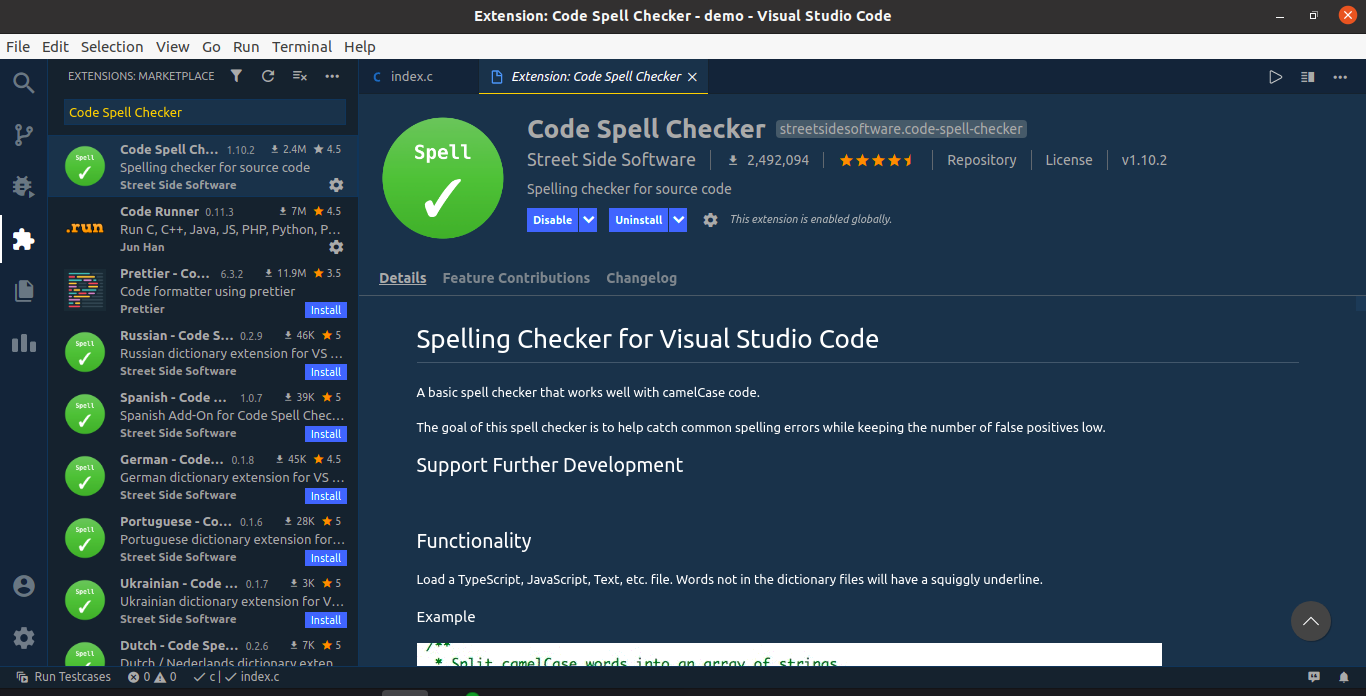 Extension: Code Spell Checker - demo - Visual Studio Code
File Edit Selection View Go Run Terminal Help
EXTENSIONS: MARKETPLACE
Code Spell Checker
Spell
Code Spell Ch... 1.10.2 2.4M 4.5
Spelling checker for source code
Street Side Software
.run
Code Runner 0.11.3 7M 4.5
Run C, C++, Java, JS, PHP, Python, P...
Jun Han
Prettier - Co... 6.3.2 11.9M 3.5
Code formatter using prettier
Prettier Install
Spell
Russian - Code S... 0.2.9 46K 5
Russian dictionary extension for VS ...
Street Side Software Install
Spell
Spanish - Code ... 1.0.7 39K 5
Spanish Add-On for Code Spell Chec...
Street Side Software Install
Spell
German - Code... 0.1.8 45K 4.5
German dictionary extension for VS ...
Street Side Software Install
Spell
Portuguese - Co... 0.1.6 28K 5
Portuguese dictionary extension for...
Street Side Software Install
Spell
Ukrainian - Code ... 0.1.7 3K 5
Ukrainian dictionary extension for V...
Street Side Software Install
Spell
Dutch - Code Spe... 0.2.6 7K 5
Dutch / Nederlands dictionary exten
C index.c
Extension: Code Spell Checker
Spell
Code Spell Checker streetsidesoftware.code-spell-checker
Street Side Software 2,492,094 Repository License v1.10.2
Spelling checker for source code
Disable Uninstall This extension is enabled globally.
Details Feature Contributions Changelog
Spelling Checker for Visual Studio Code
A basic spell checker that works well with camelCase code.
The goal of this spell checker is to help catch common spelling errors while keeping the number of false positives low.
Support Further Development
Functionality
Load a TypeScript, JavaScript, Text, etc. file. Words not in the dictionary files will have a squiggly underline.
Example
/**
* Split camelCase words into an array of strings
Run Testcases 0 0 c | index.c